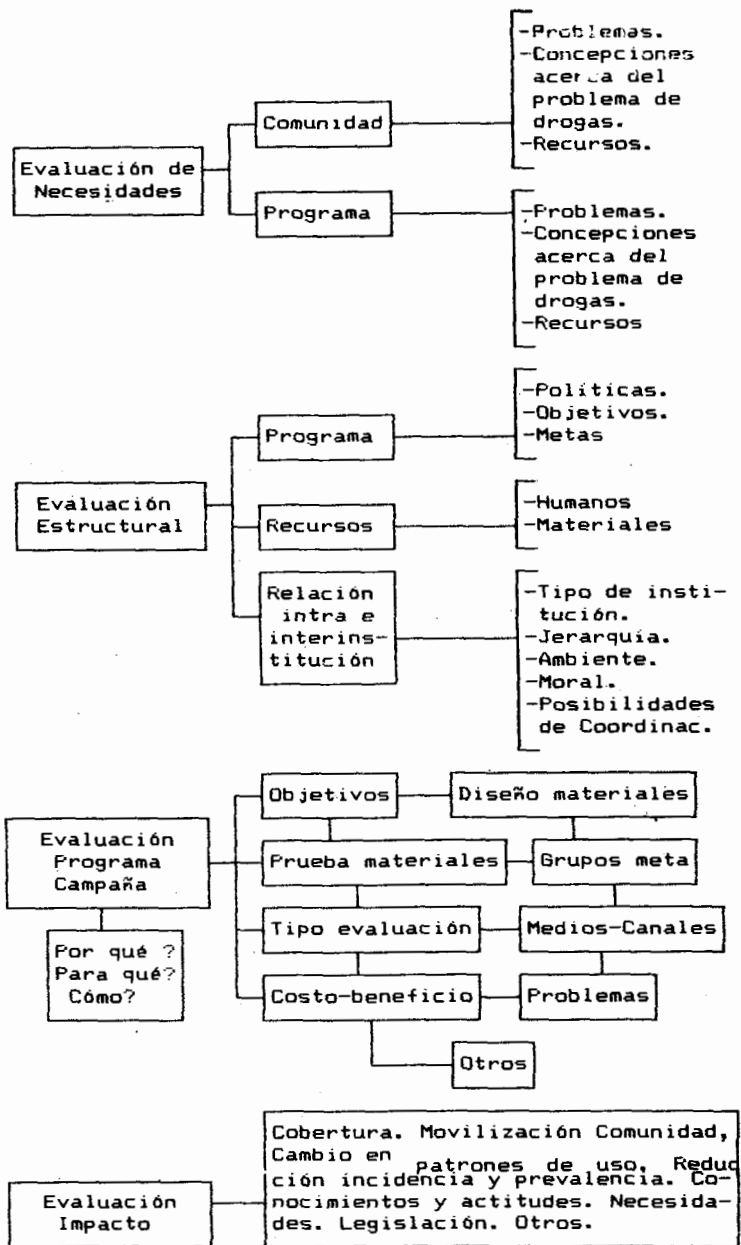 -Problemas.
-Concepciones
acerca del
problema de
drogas.
-Recursos.
Comunidad
Evaluación de
Necesidades
Programa
-Problemas.
-Concepciones
acerca del
problema de
drogas.
-Recursos
-Políticas.
-Objetivos.
-Metas
Programa
Evaluación
Estructural
Recursos
-Humanos
-Materiales
Relación
intra e
interins-
titución
-Tipo de insti-
tución.
-Jerarquía.
-Ambiente.
-Moral.
-Posibilidades
de Coordinac.
Objetivos
Diseño materiales
Evaluación
Programa
Campaña
Prueba materiales
Grupos meta
Por qué ?
Para qué?
Cómo?
Tipo evaluación
Medios-Canales
Costo-beneficio
Problemas
Otros
Evaluación
Impacto
Cobertura. Movilización Comunidad,
Cambio en
patrones de uso. Reduc
ción incidencia y prevalencia. Co-
nocimientos y actitudes. Necesida-
des. Legislación. Otros.